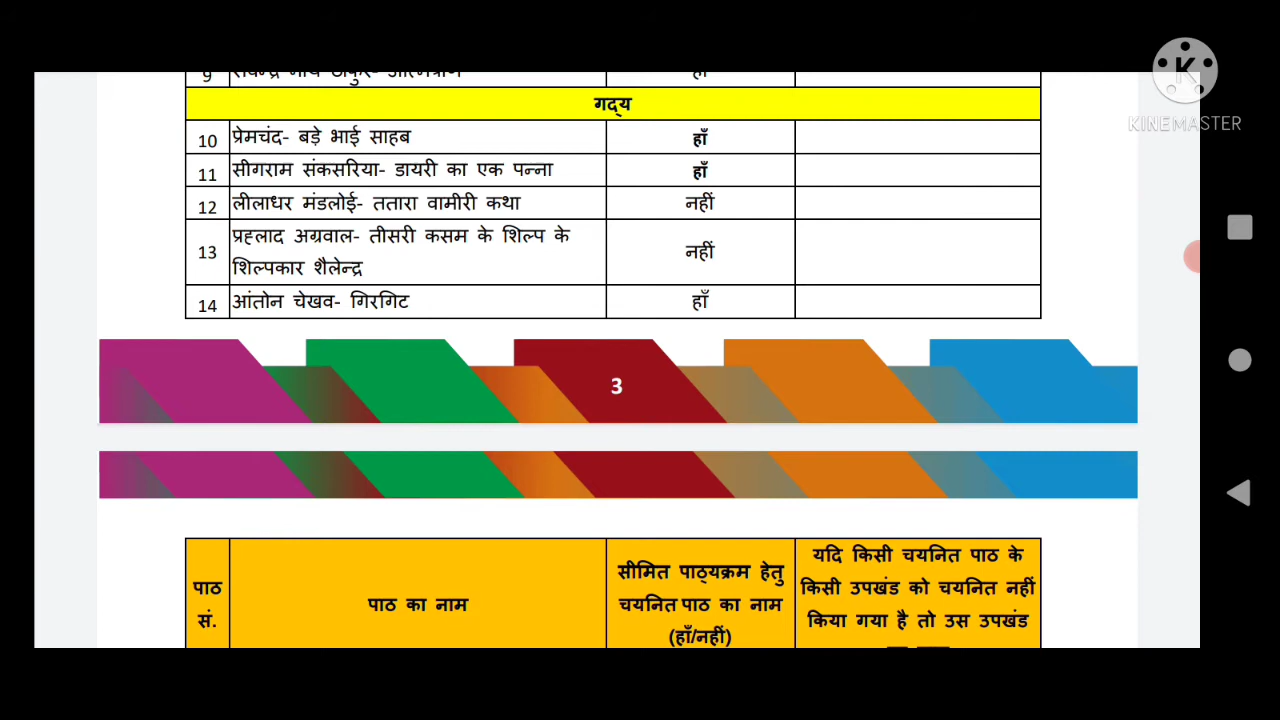 KINEMASTER
9 हाँ
गद्य
10 प्रेमचंद- बड़े भाई साहब हाँ
11 सीगराम संकसरिया- डायरी का एक पन्ना हाँ
12 लीलाधर मंडलोई- ततारा वामीरी कथा नहीं
13 प्रह्लाद अग्रवाल- तीसरी कसम के शिल्प के नहीं
शिल्पकार शैलेन्द्र
14 आंतोन चेखव- गिरगिट हाँ
3
पाठ
सं.
पाठ का नाम
सीमित पाठ्यक्रम हेतु
चयनित पाठ का नाम
(हाँ/नहीं)
यदि किसी चयनित पाठ के
किसी उपखंड को चयनित नहीं
किया गया है तो उस उपखंड